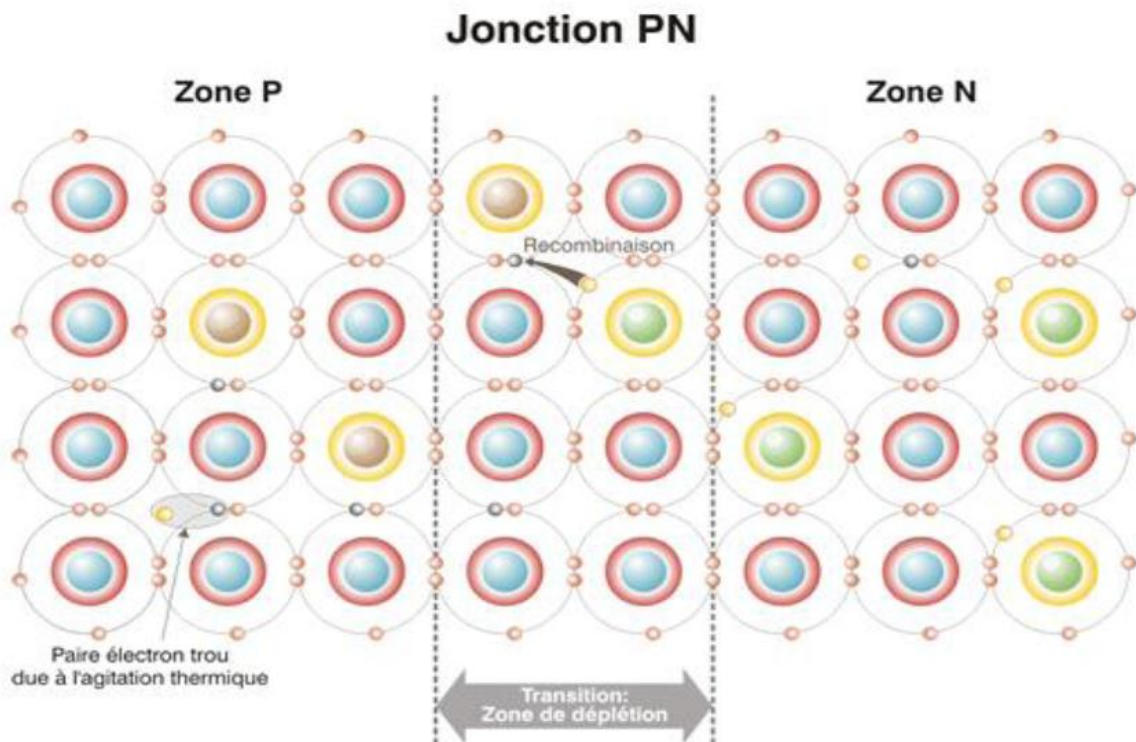 Jonction PN
Zone P
Zone N
Recombinaison
Paire électron trou
due à l'agitation thermique
Transition:
Zone de déplétion